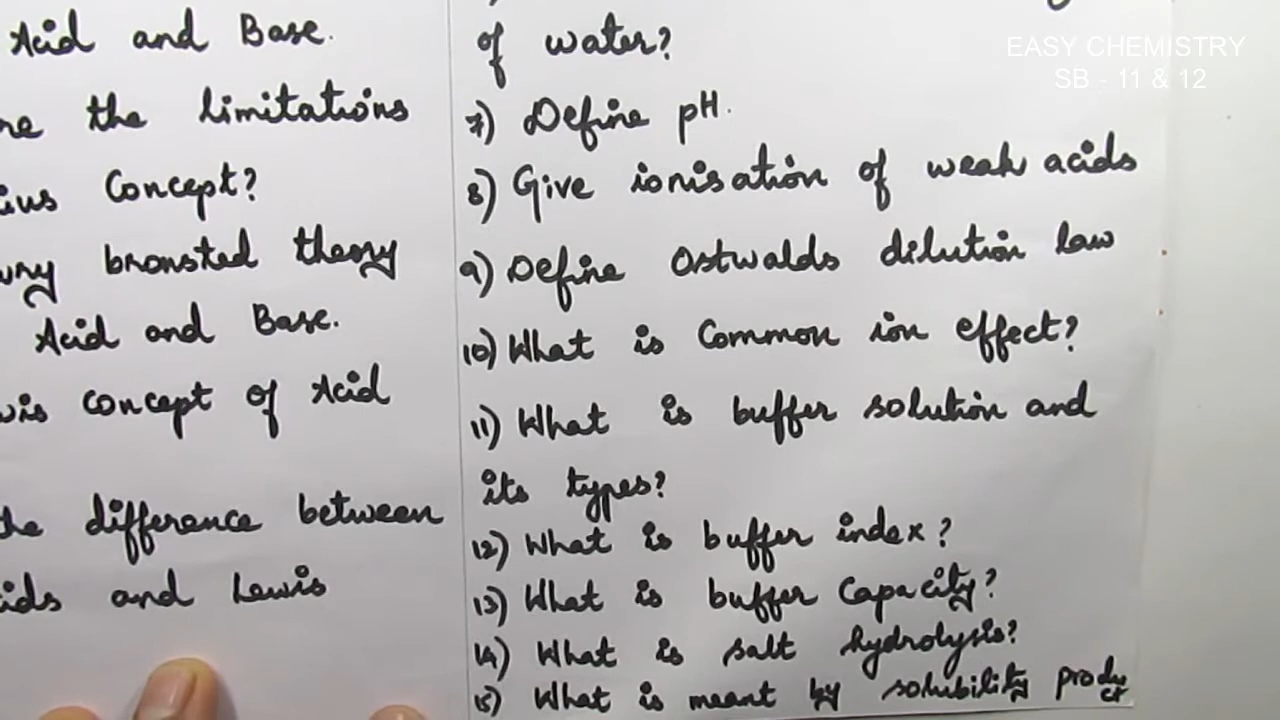 Acid and Base.
the limitations
Concept?
bronsted theory
Acid and Base.
concept of Acid
the difference between
and Lewis
of water?
7) Define pH.
8) Give ionisation of weak acids
9) Define Ostwalds dilution law
10) What is Common ion effect?
11) What is buffer solution and
its types?
12) What is buffer index?
13) What is buffer Capacity?
14) What is salt hydrolysis?
15) What is meant by solubility product
EASY CHEMISTRY
SB - 11 & 12